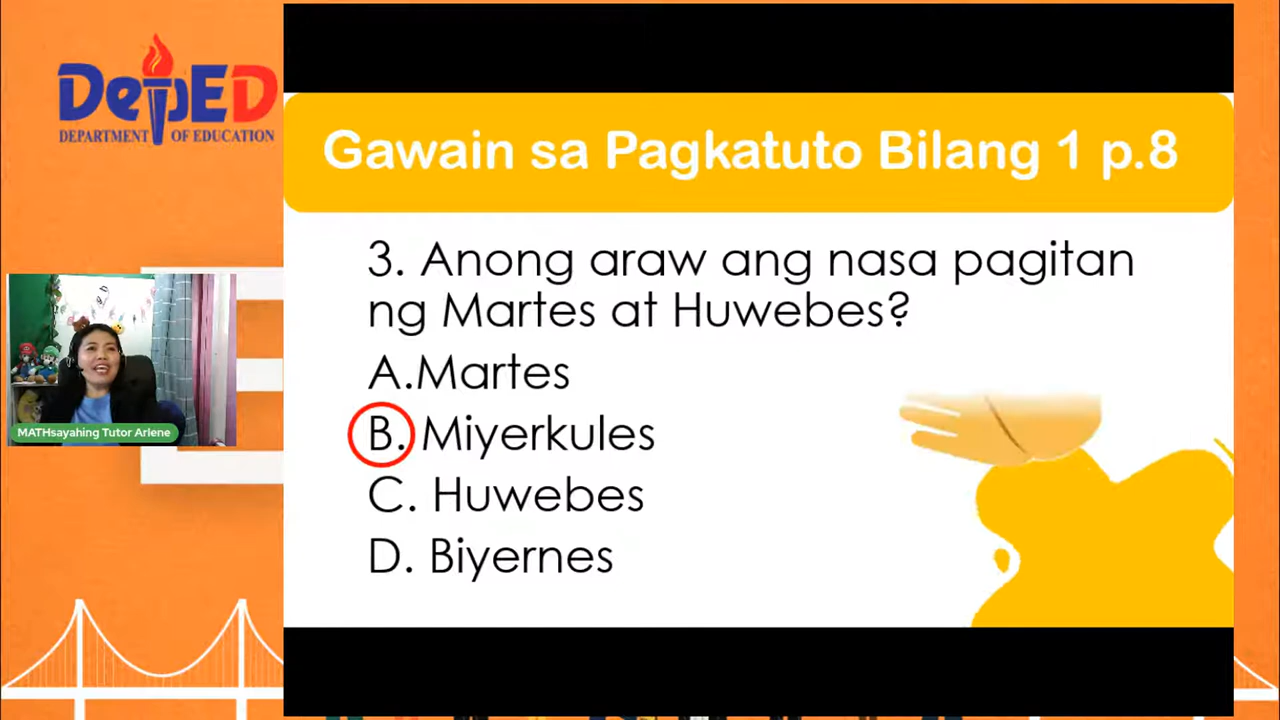 DepED
DEPARTMENT OF EDUCATION
Gawain sa Pagkatuto Bilang 1 p.8
3. Anong araw ang nasa pagitan
ng Martes at Huwebes?
A.Martes
B. Miyerkules
C. Huwebes
D. Biyernes
MATHsayahing Tutor Arlene